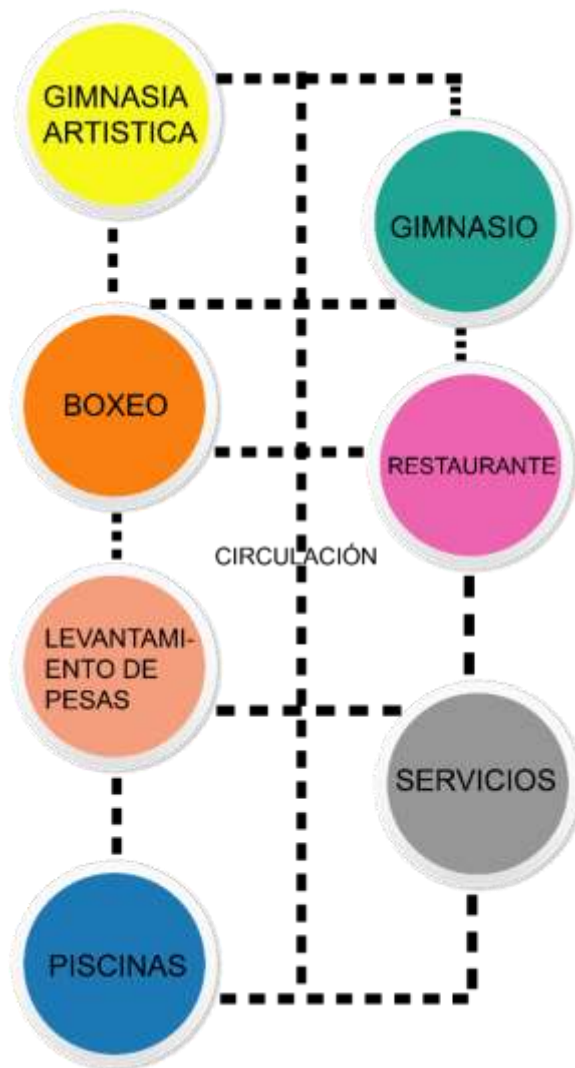 GIMNASIA
ARTISTICA
GIMNASIO
BOXEO
RESTAURANTE
CIRCULACIÓN
LEVANTAMI-
ENTO DE
PESAS
SERVICIOS
PISCINAS